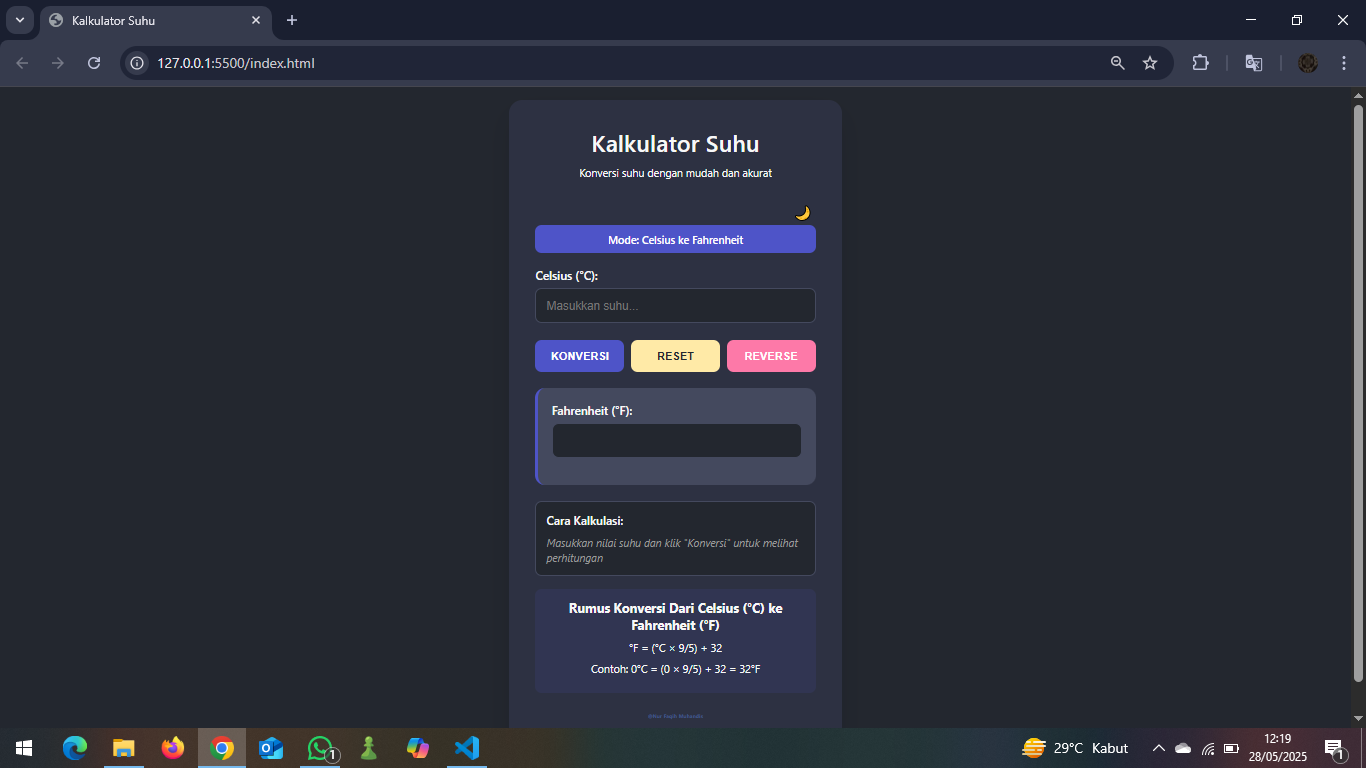 Kalkulator Suhu
127.0.0.1:5500/index.html
Kalkulator Suhu
Konversi suhu dengan mudah dan akurat
Mode: Celsius ke Fahrenheit
Celsius (°C):
Masukkan suhu...
KONVERSI RESET REVERSE
Fahrenheit (°F):
Cara Kalkulasi:
Masukkan nilai suhu dan klik "Konversi" untuk melihat
perhitungan
Rumus Konversi Dari Celsius (°C) ke
Fahrenheit (°F)
°F = (°C × 9/5) + 32
Contoh: 0°C = (0 × 9/5) + 32 = 32°F
1
29°C Kabut
12:19
28/05/2025
1